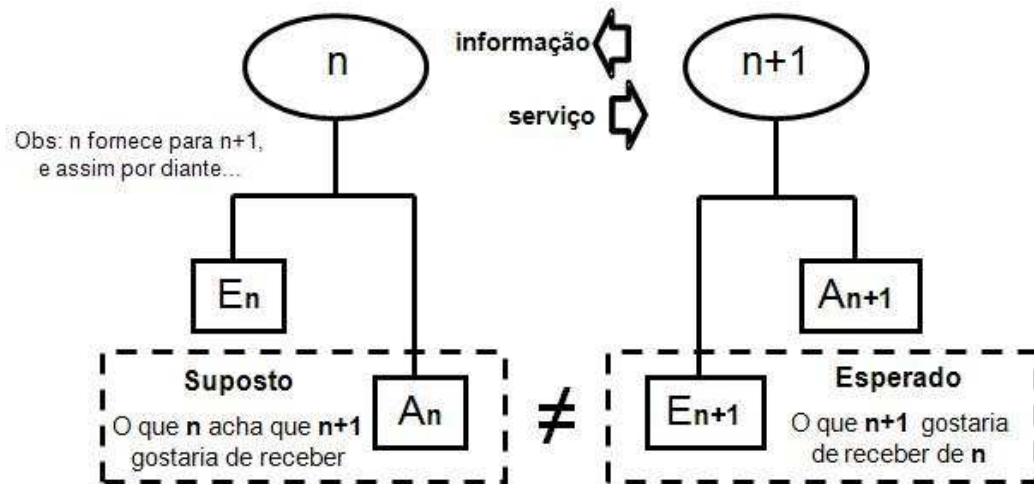 n
informação
n+1
serviço
Obs: n fornece para n+1,
e assim por diante...
En
An+1
Suposto
An
O que n acha que n+1
gostaria de receber
≠
En+1
Esperado
O que n+1 gostaria
de receber de n